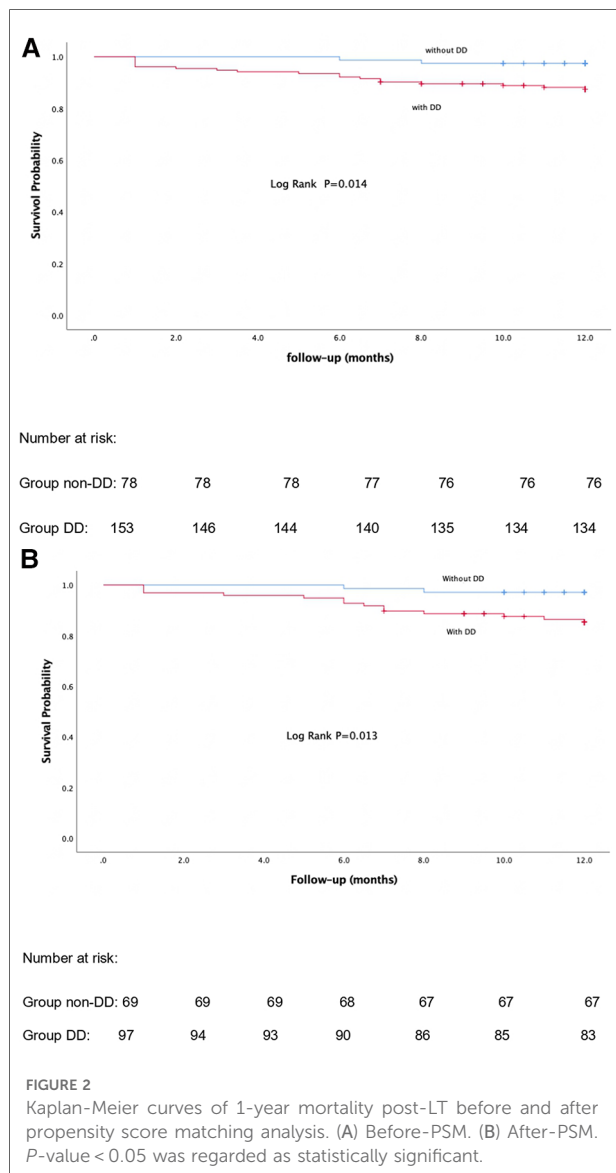 A
without DD
1.0
0.8
0.6
0.4
0.2
0.0
with DD
Log Rank P=0.014
Survivol Probability
.0 2.0 4.0 6.0 8.0 10.0 12.0
follow-up (months)
Number at risk:
Group non-DD: 78 78 78 77 76 76 76
Group DD: 153 146 144 140 135 134 134
B
Without DD
1.0
0.8
0.6
0.4
0.2
0.0
With DD
Log Rank P=0.013
Survival Probability
.0 2.0 4.0 6.0 8.0 10.0 12.0
Follow-up (months)
Number at risk:
Group non-DD: 69 69 69 68 67 67 67
Group DD: 97 94 93 90 86 85 83
FIGURE 2
Kaplan-Meier curves of 1-year mortality post-LT before and after
propensity score matching analysis. (A) Before-PSM. (B) After-PSM.
P-value < 0.05 was regarded as statistically significant.